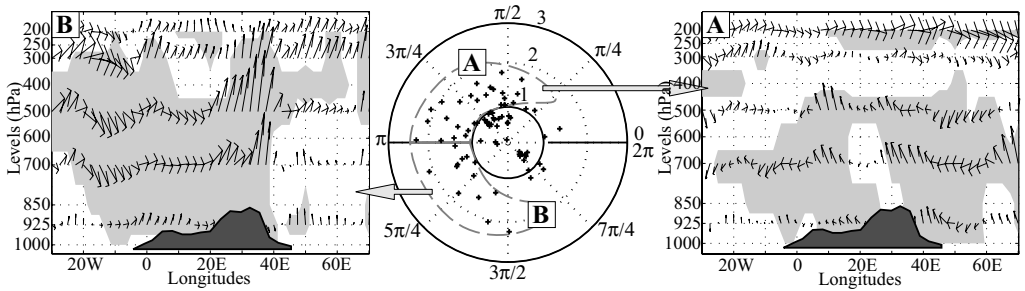 B
200
250
300
400
500
600
700
850
925
1000
Levels (hPa)
20W 0 20E 40E 60E
Longitudes
π/2
3
3π/4
π/4
A
2
1
π
0
2π
B
5π/4
7π/4
3π/2
A
200
250
300
400
500
600
700
850
925
1000
Levels (hPa)
20W 0 20E 40E 60E
Longitudes